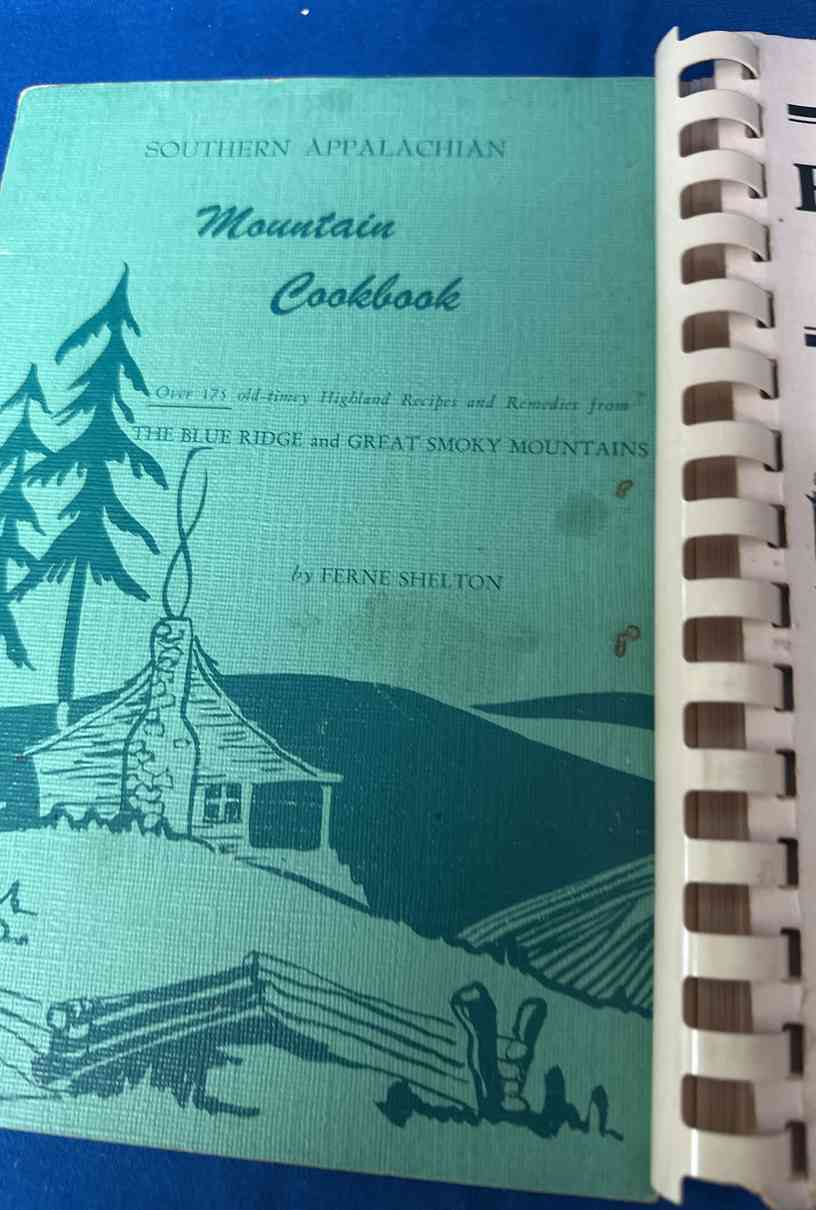 SOUTHERN APPALACHIAN
Mountain
Cookbook
Over 175 old-timey Highland Recipes and Remedies from
THE BLUE RIDGE and GREAT SMOKY MOUNTAINS
by FERNE SHELTON